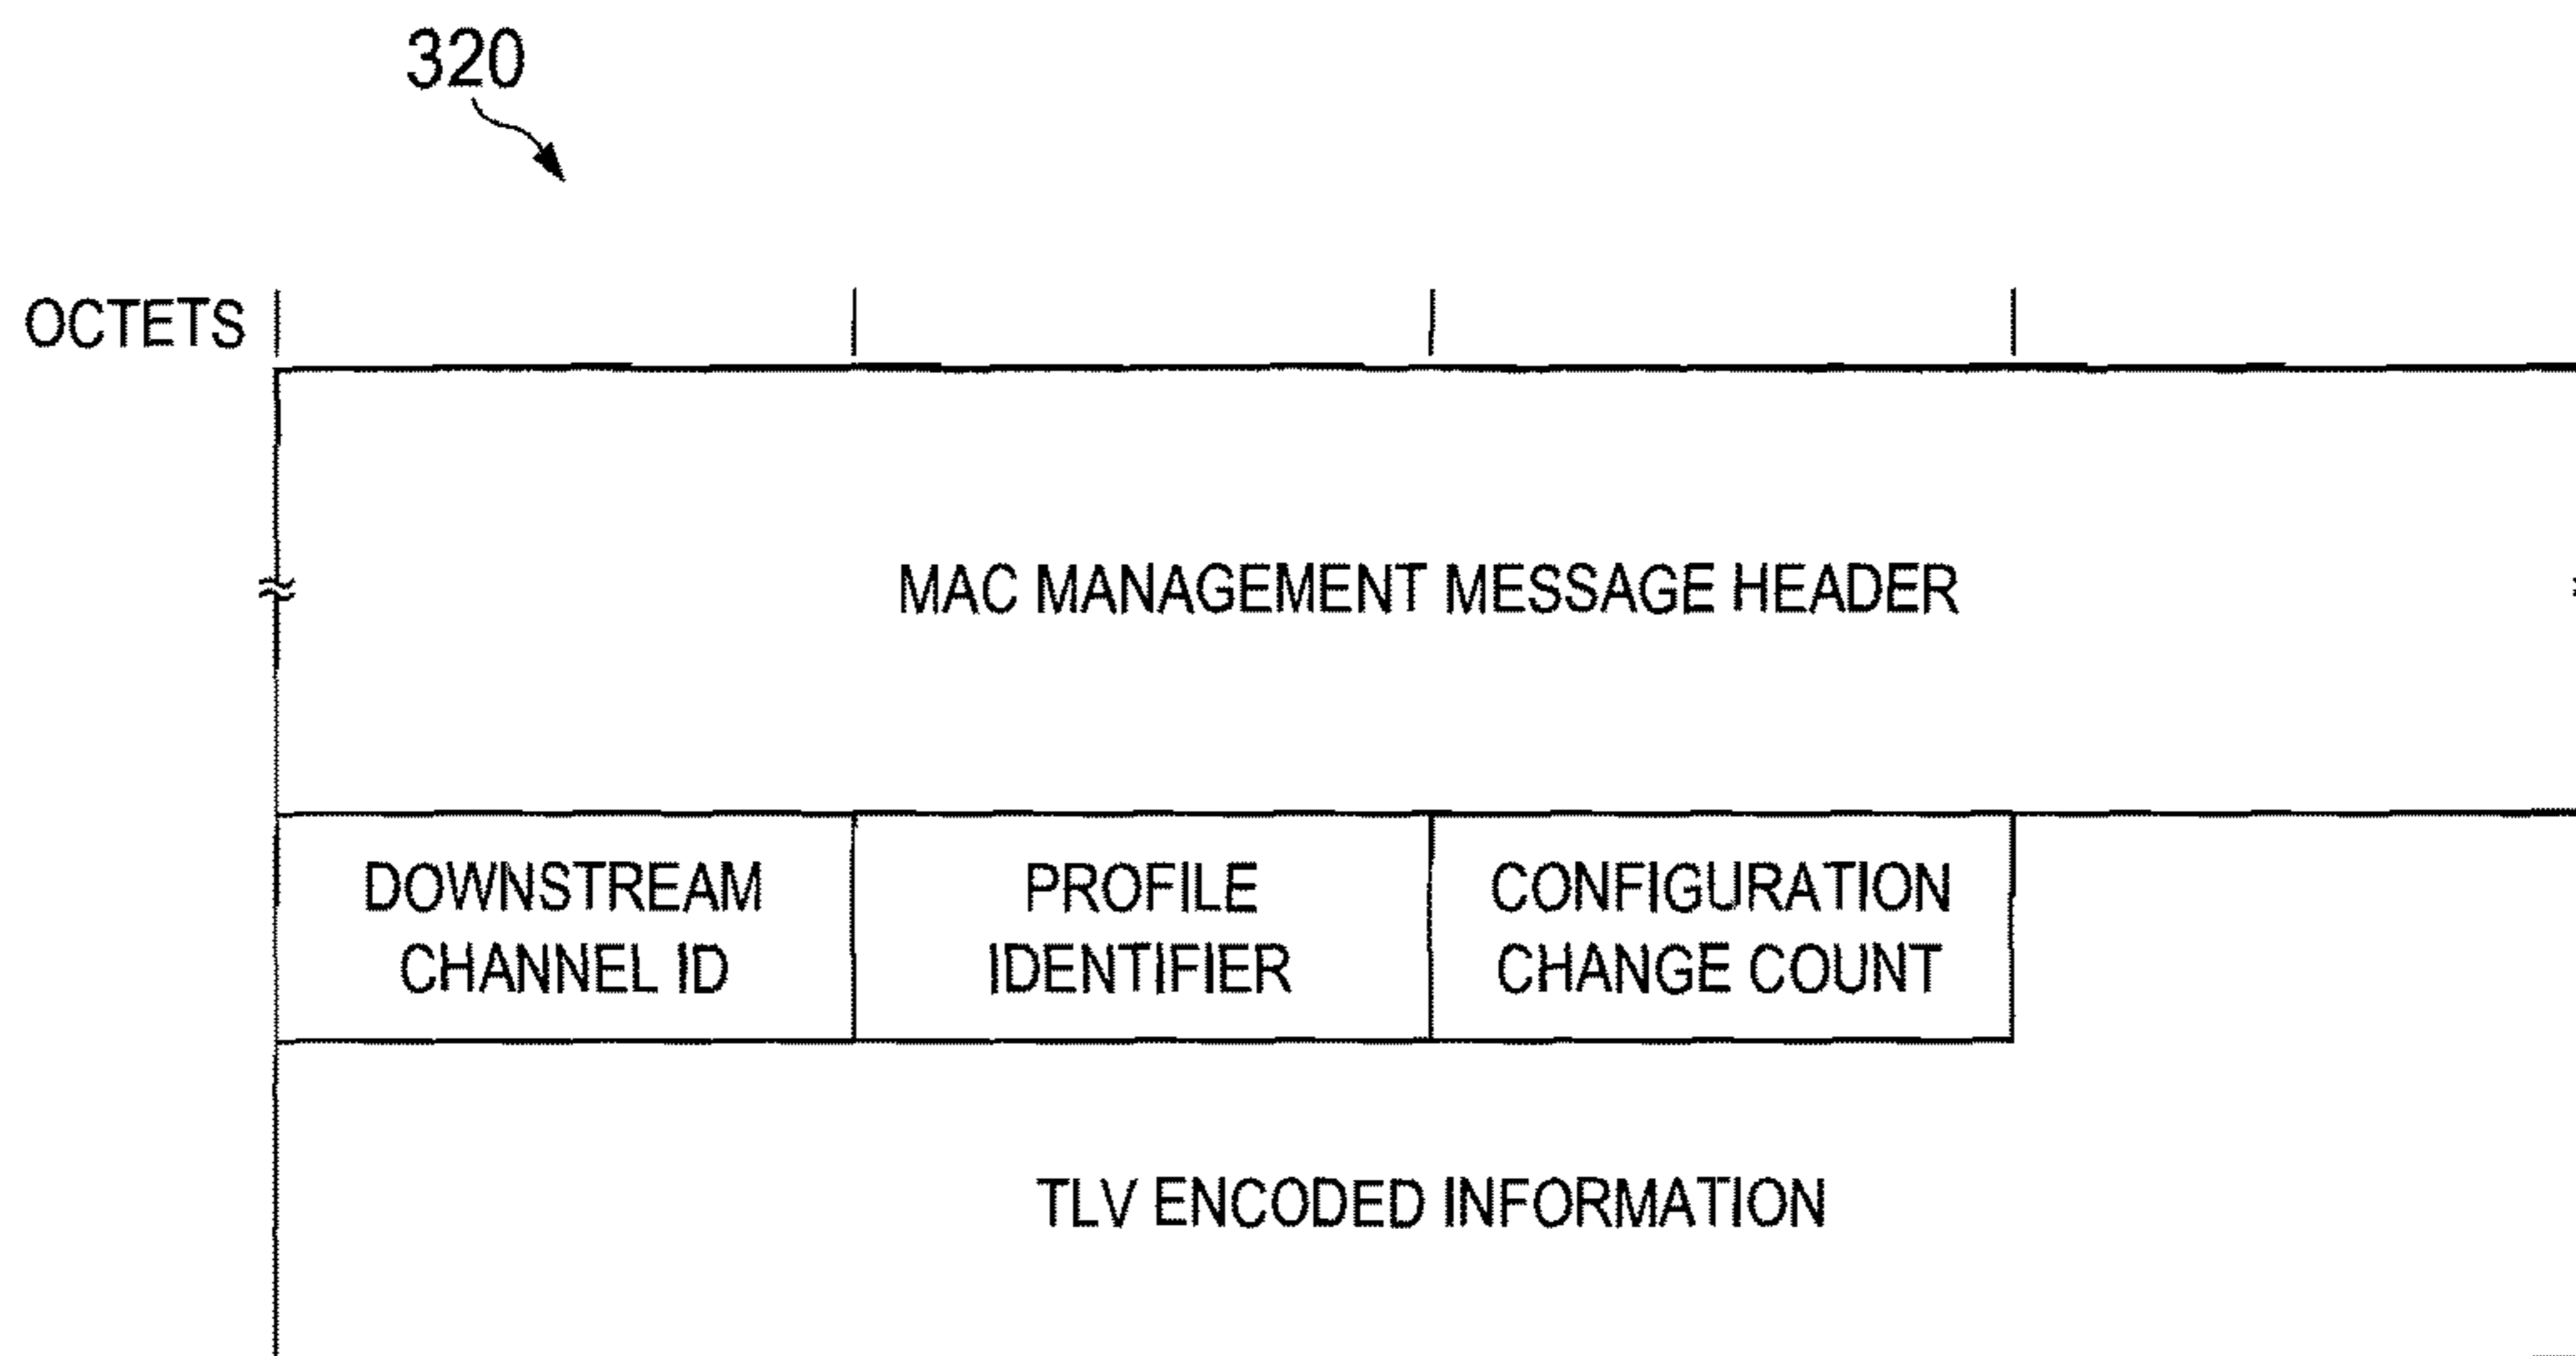 320
OCTETS
MAC MANAGEMENT MESSAGE HEADER
DOWNSTREAM
CHANNEL ID
PROFILE
IDENTIFIER
CONFIGURATION
CHANGE COUNT
TLV ENCODED INFORMATION